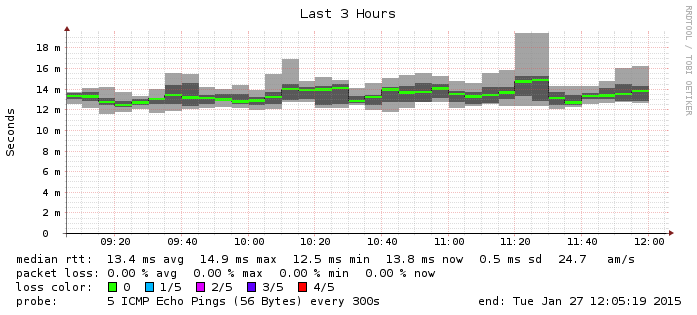 Last 3 Hours
RRDTOOL / TOBI OETIKER
Seconds
18 m
16 m
14 m
12 m
10 m
8 m
6 m
4 m
2 m
0
09:20 09:40 10:00 10:20 10:40 11:00 11:20 11:40 12:00
median rtt: 13.4 ms avg 14.9 ms max 12.5 ms min 13.8 ms now 0.5 ms sd 24.7 am/s
packet loss: 0.00 % avg 0.00 % max 0.00 % min 0.00 % now
loss color: 0 1/5 2/5 3/5 4/5
probe: 5 ICMP Echo Pings (56 Bytes) every 300s end: Tue Jan 27 12:05:19 2015